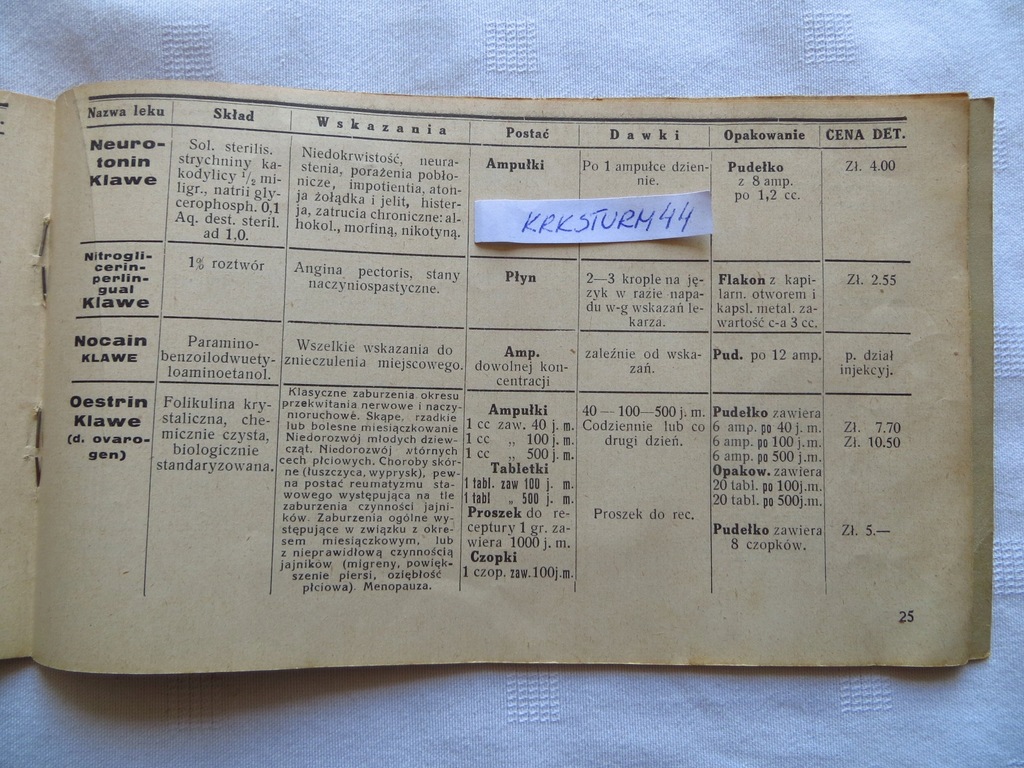 Nazwa leku
Skład
Wskazania
Postać
Dawki
Opakowanie
CENA DET.
Neuro-
tonin
Klawe
Sol. sterilis.
strychniny ka-
kodylicy ½ mi-
ligr., natrii gly-
cerophosph. 0,1
Aq. dest. steril.
ad 1,0.
Niedokrwistość, neura-
stenia, porażenia pobło-
nicze, impotientia, aton-
ja żołądka i jelit, hister-
ja, zatrucia chroniczne: al-
kohol., morfiną, nikotyną.
Ampułki
Po 1 ampułce dzien-
nie.
Pudełko
z 8 amp.
po 1,2 cc.
Zł. 4.00
KRKSTURM44
Nitrogli-
cerin-
perlin-
gual
Klawe
1% roztwór
Angina pectoris, stany
naczyniospastyczne.
Płyn
2—3 krople na ję-
zyk w razie napa-
du w-g wskazań le-
karza.
Flakon z kapi-
larn. otworem i
kapsl. metal. za-
wartość c-a 3 cc.
Zł. 2.55
Nocain
KLAWE
Paramino-
benzoilodwuety-
loaminoetanol.
Wszelkie wskazania do
znieczulenia miejscowego.
Amp.
dowolnej kon-
centracji
zależnie od wska-
zań.
Pud. po 12 amp.
p. dział
injekcyj.
Oestrin
Klawe
(d. ovaro-
gen)
Folikulina kry-
staliczna, che-
micznie czysta,
biologicznie
standaryzowana.
Klasyczne zaburzenia okresu
przekwitania nerwowe i naczy-
nioruchowe. Skąpe, rzadkie
lub bolesne miesiączkowanie
Niedorozwój młodych dziew-
cząt. Niedorozwój wtórnych
cech płciowych. Choroby skór-
ne (łuszczyca, wyprysk), pew-
na postać reumatyzmu sta-
wowego występująca na tle
zaburzenia czynności jajni-
ków. Zaburzenia ogólne wy-
stępujące w związku z okre-
sem miesiączkowym, lub
z nieprawidłową czynnością
jajników (migreny, powięk-
szenie piersi, oziębłość
płciowa). Menopauza.
Ampułki
1 cc zaw. 40 j. m.
1 cc „ 100 j. m.
1 cc „ 500 j. m.
Tabletki
1 tabl. zaw 100 j. m.
1 tabl „ 500 j. m.
Proszek do re-
ceptury 1 gr. za-
wiera 1000 j. m.
Czopki
1 czop. zaw. 100 j. m.
40 — 100—500 j. m.
Codziennie lub co
drugi dzień.
Proszek do rec.
Pudełko zawiera
6 amp. po 40 j. m.
6 amp. po 100 j. m.
6 amp. po 500 j. m.
Opakow. zawiera
20 tabl. po 100j.m.
20 tabl. po 500j.m.
Pudełko zawiera
8 czopków.
Zł. 7.70
Zł. 10.50
Zł. 5.—
25